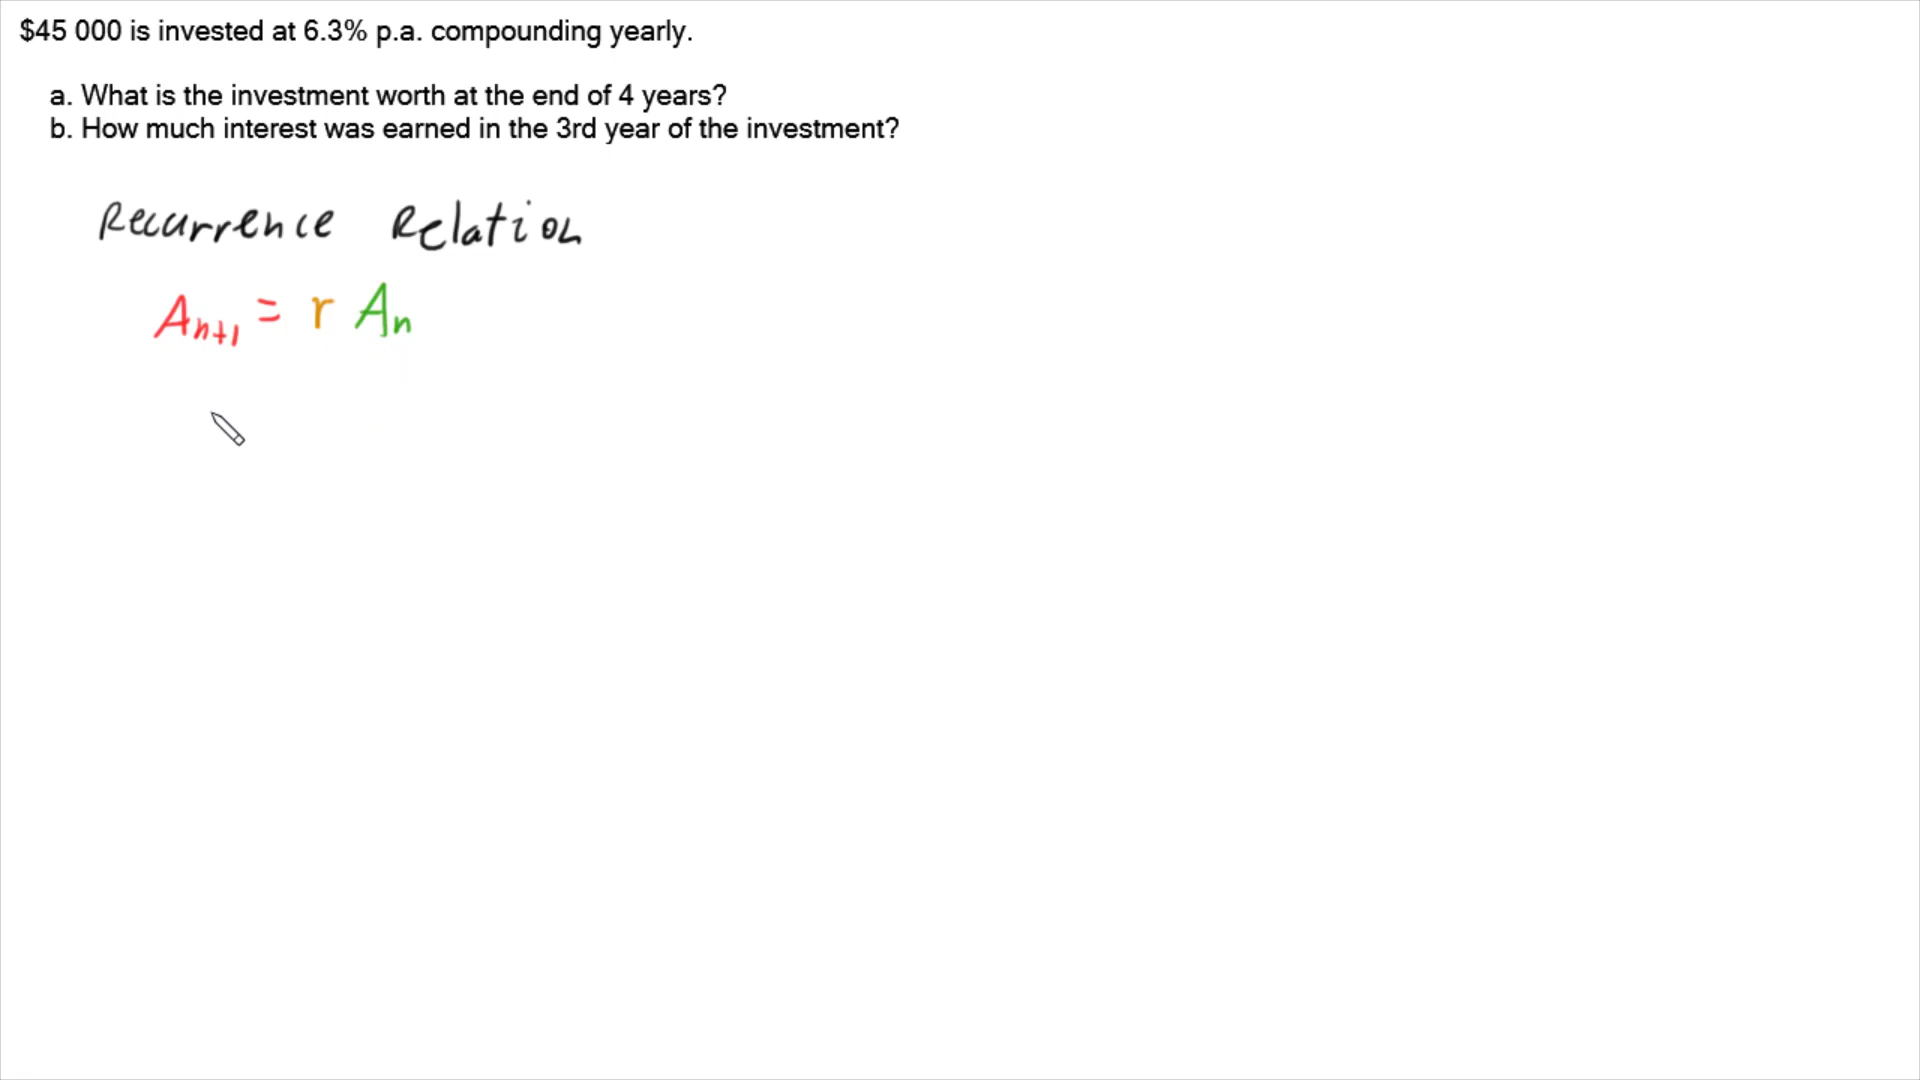 $45 000 is invested at 6.3% p.a. compounding yearly.
a. What is the investment worth at the end of 4 years?
b. How much interest was earned in the 3rd year of the investment?
Recurrence Relation
Aₙ₊₁ = r Aₙ